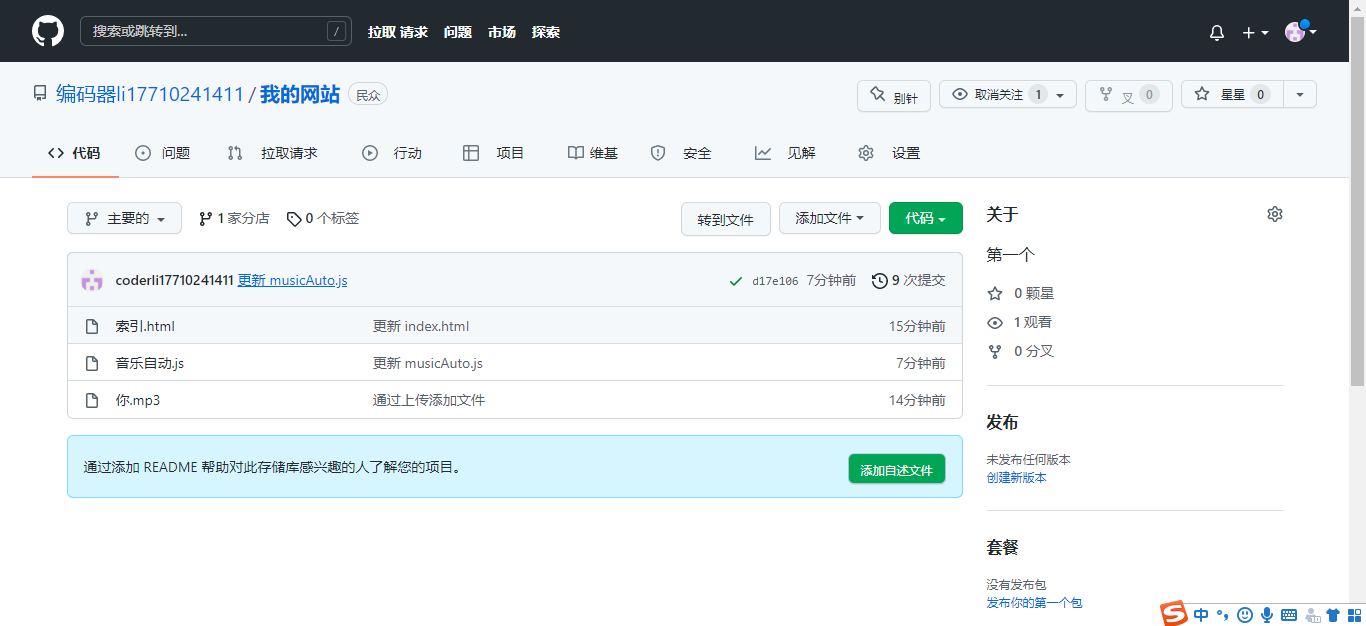 搜索或跳转到... /
拉取 请求 问题 市场 探索
编码器li17710241411 / 我的网站 民众
别针 取消关注 1 叉 0 星星 0
代码 问题 拉取请求 行动 项目 维基 安全 见解 设置
主要的 1 家分店 0 个标签 转到文件 添加文件 代码
coderli17710241411 更新 musicAuto.js d17e106 7分钟前 9 次提交
索引.html 更新 index.html 15分钟前
音乐自动.js 更新 musicAuto.js 7分钟前
你.mp3 通过上传添加文件 14分钟前
通过添加 README 帮助对此存储库感兴趣的人了解您的项目。 添加自述文件
关于
第一个
0 颗星
1 观看
0 分叉
发布
未发布任何版本
创建新版本
套餐
没有发布包
发布你的第一个包
S 中